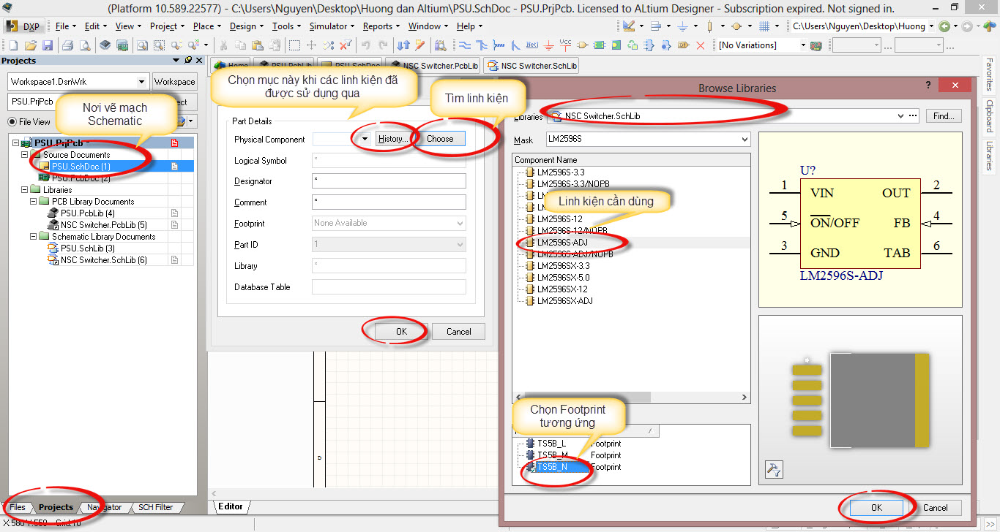 (Platform 10.589.22577) - C:\Users\Nguyen\Desktop\Huong dan Altium\PSU.SchDoc - PSU.PrjPcb. Licensed to ALtium Designer - Subscription expired. Not signed in.
DXP File Edit View Project Place Design Tools Simulator Reports Window Help
C:\Users\Nguyen\Desktop\Huong
Net VCC [No Variations] ... ...
Projects
Home PSU.PcbLib PSU.SchDoc NSC Switcher.PcbLib NSC Switcher.SchLib
Workspace1.DsnWrk Workspace
PSU.PrjPcb
File View
Nơi vẽ mạch
Schematic
PSU.PrjPcb
Source Documents
PSU.SchDoc (1)
PSU.PcbDoc (2)
Libraries
PCB Library Documents
PSU.PcbLib (4)
NSC Switcher.PcbLib (5)
Schematic Library Documents
PSU.SchLib (3)
NSC Switcher.SchLib (6)
Files Projects Navigator SCH Filter
Chọn mục này khi các linh kiện đã
được sử dụng qua
Tìm linh kiện
Part Details
Physical Component History... Choose
Logical Symbol *
Designator *
Comment *
Footprint None Available
Part ID 1
Library *
Database Table
OK Cancel
D
Editor
Browse Libraries
? ×
Libraries NSC Switcher.SchLib ... Find...
Mask LM2596S
Component Name
LM2596S-3.3
LM2596S-3.3/NOPB
Linh kiện cần dùng
LM2596S-12
LM2596S-12/NOPB
LM2596S-ADJ
LM2596S-ADJ/NOPB
LM2596SX-3.3
LM2596SX-5.0
LM2596SX-12
LM2596SX-ADJ
U?
1 VIN OUT 2
5 ON/OFF FB 4
3 GND TAB 6
LM2596S-ADJ
Chọn Footprint
tương ứng
TS5B_L Footprint
TS5B_M Footprint
TS5B_N Footprint
OK Cancel
Favorites
Clipboard
Libraries